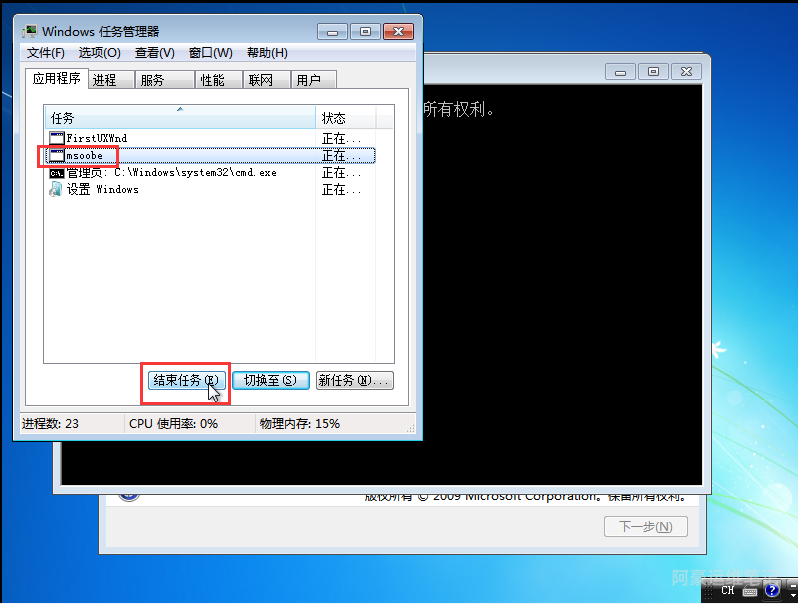 Windows 任务管理器
文件(F) 选项(O) 查看(V) 窗口(W) 帮助(H)
应用程序 进程 服务 性能 联网 用户
任务 状态
FirstUXWnd 正在...
msoobe 正在...
管理员: C:\Windows\system32\cmd.exe 正在...
设置 Windows 正在...
结束任务(E) 切换至(S) 新任务(N)...
进程数: 23 CPU 使用率: 0% 物理内存: 15%
所有权利。
版权所有 © 2009 Microsoft Corporation。保留所有权利。
下一步(N)
阿豪运维笔记
CH